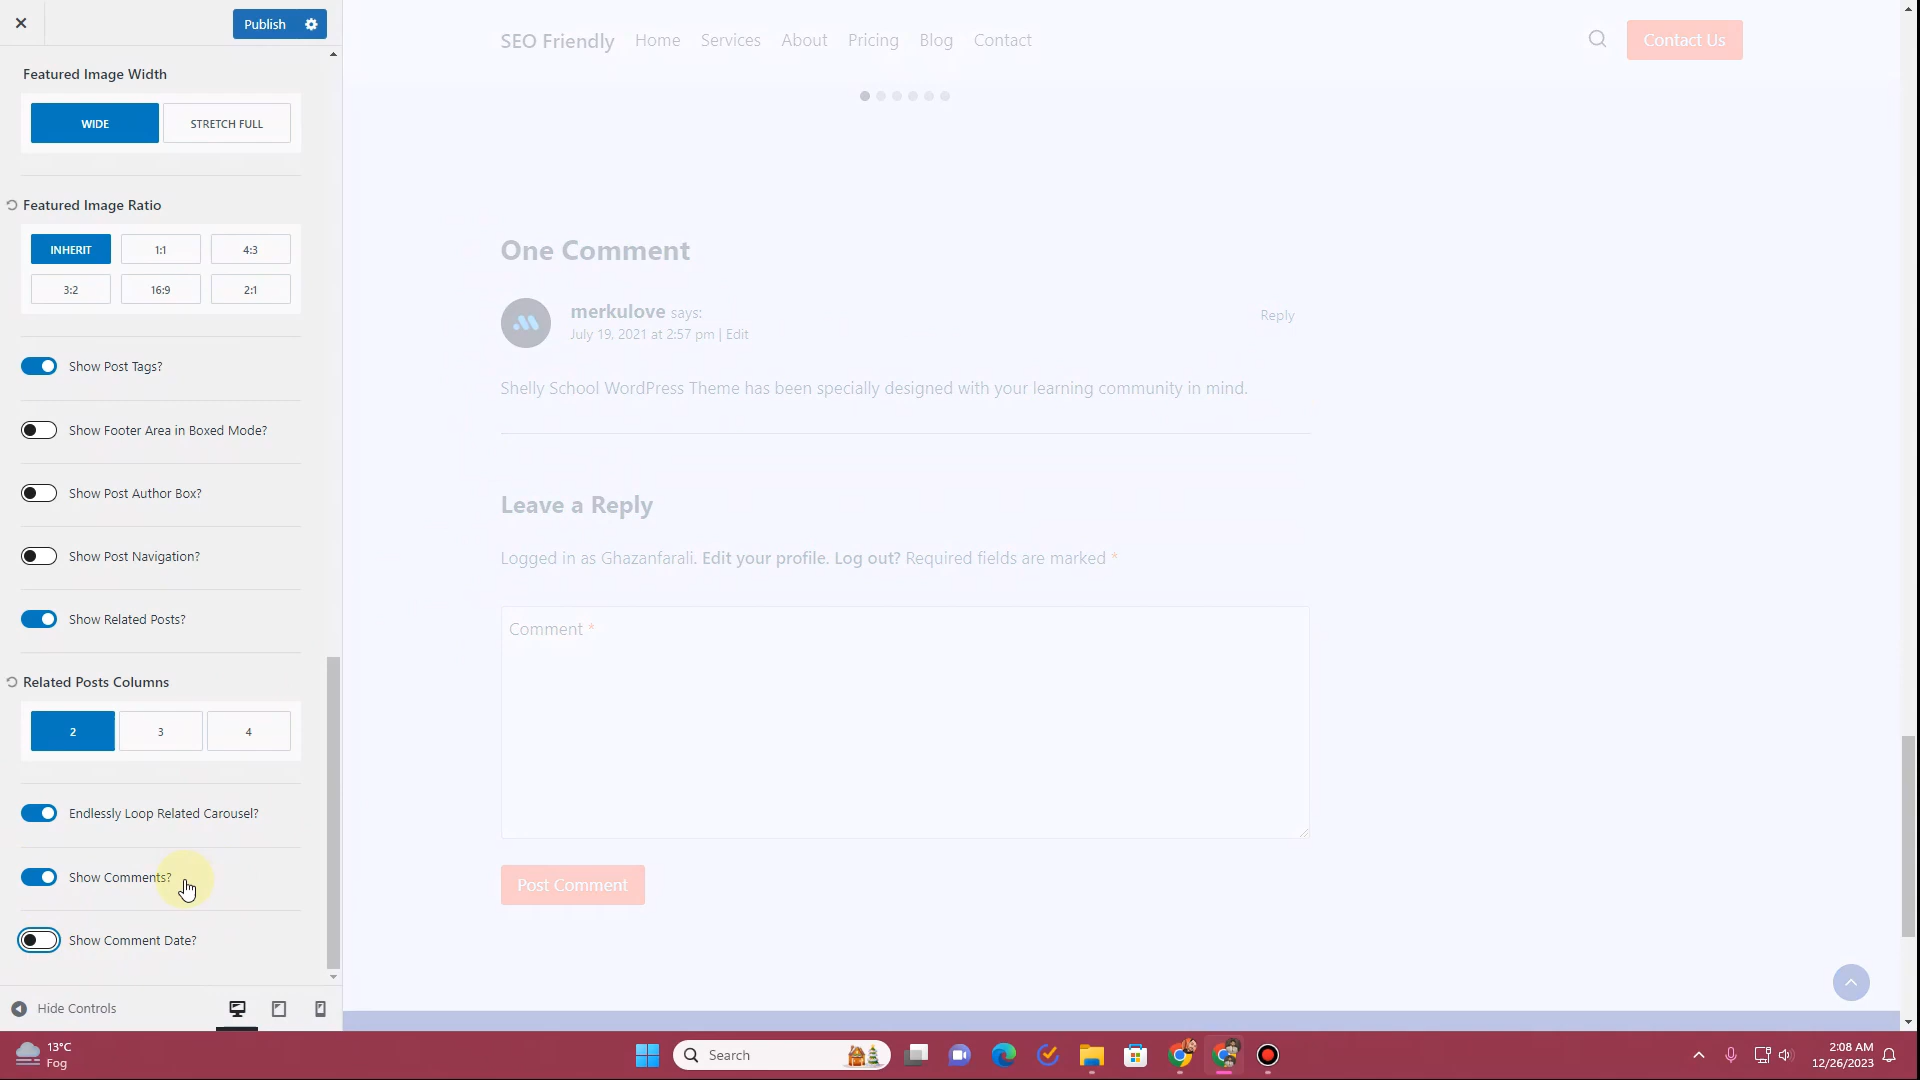 Publish
Featured Image Width
WIDE
STRETCH FULL
Featured Image Ratio
INHERIT
1:1
4:3
3:2
16:9
2:1
Show Post Tags?
Show Footer Area in Boxed Mode?
Show Post Author Box?
Show Post Navigation?
Show Related Posts?
Related Posts Columns
2
3
4
Endlessly Loop Related Carousel?
Show Comments?
Show Comment Date?
Hide Controls
SEO Friendly
Home
Services
About
Pricing
Blog
Contact
Contact Us
One Comment
merkulove says:
Reply
July 19, 2021 at 2:57 pm | Edit
Shelly School WordPress Theme has been specially designed with your learning community in mind.
Leave a Reply
Logged in as Ghazanfarali. Edit your profile. Log out? Required fields are marked *
Comment *
Post Comment
13°C
Fog
Search
2:08 AM
12/26/2023